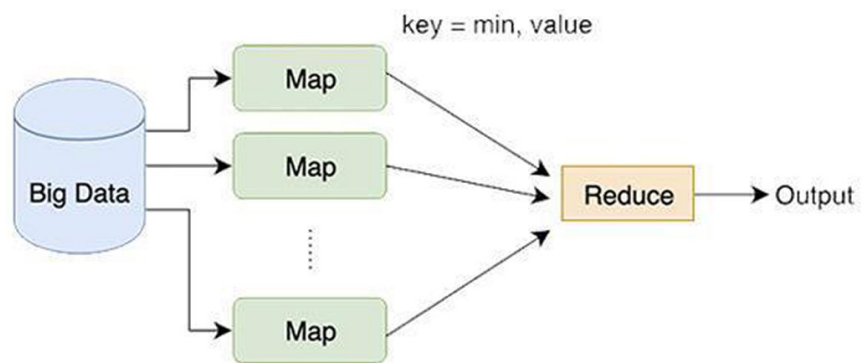 key = min, value
Map
Map
Big Data
Reduce
Output
Map